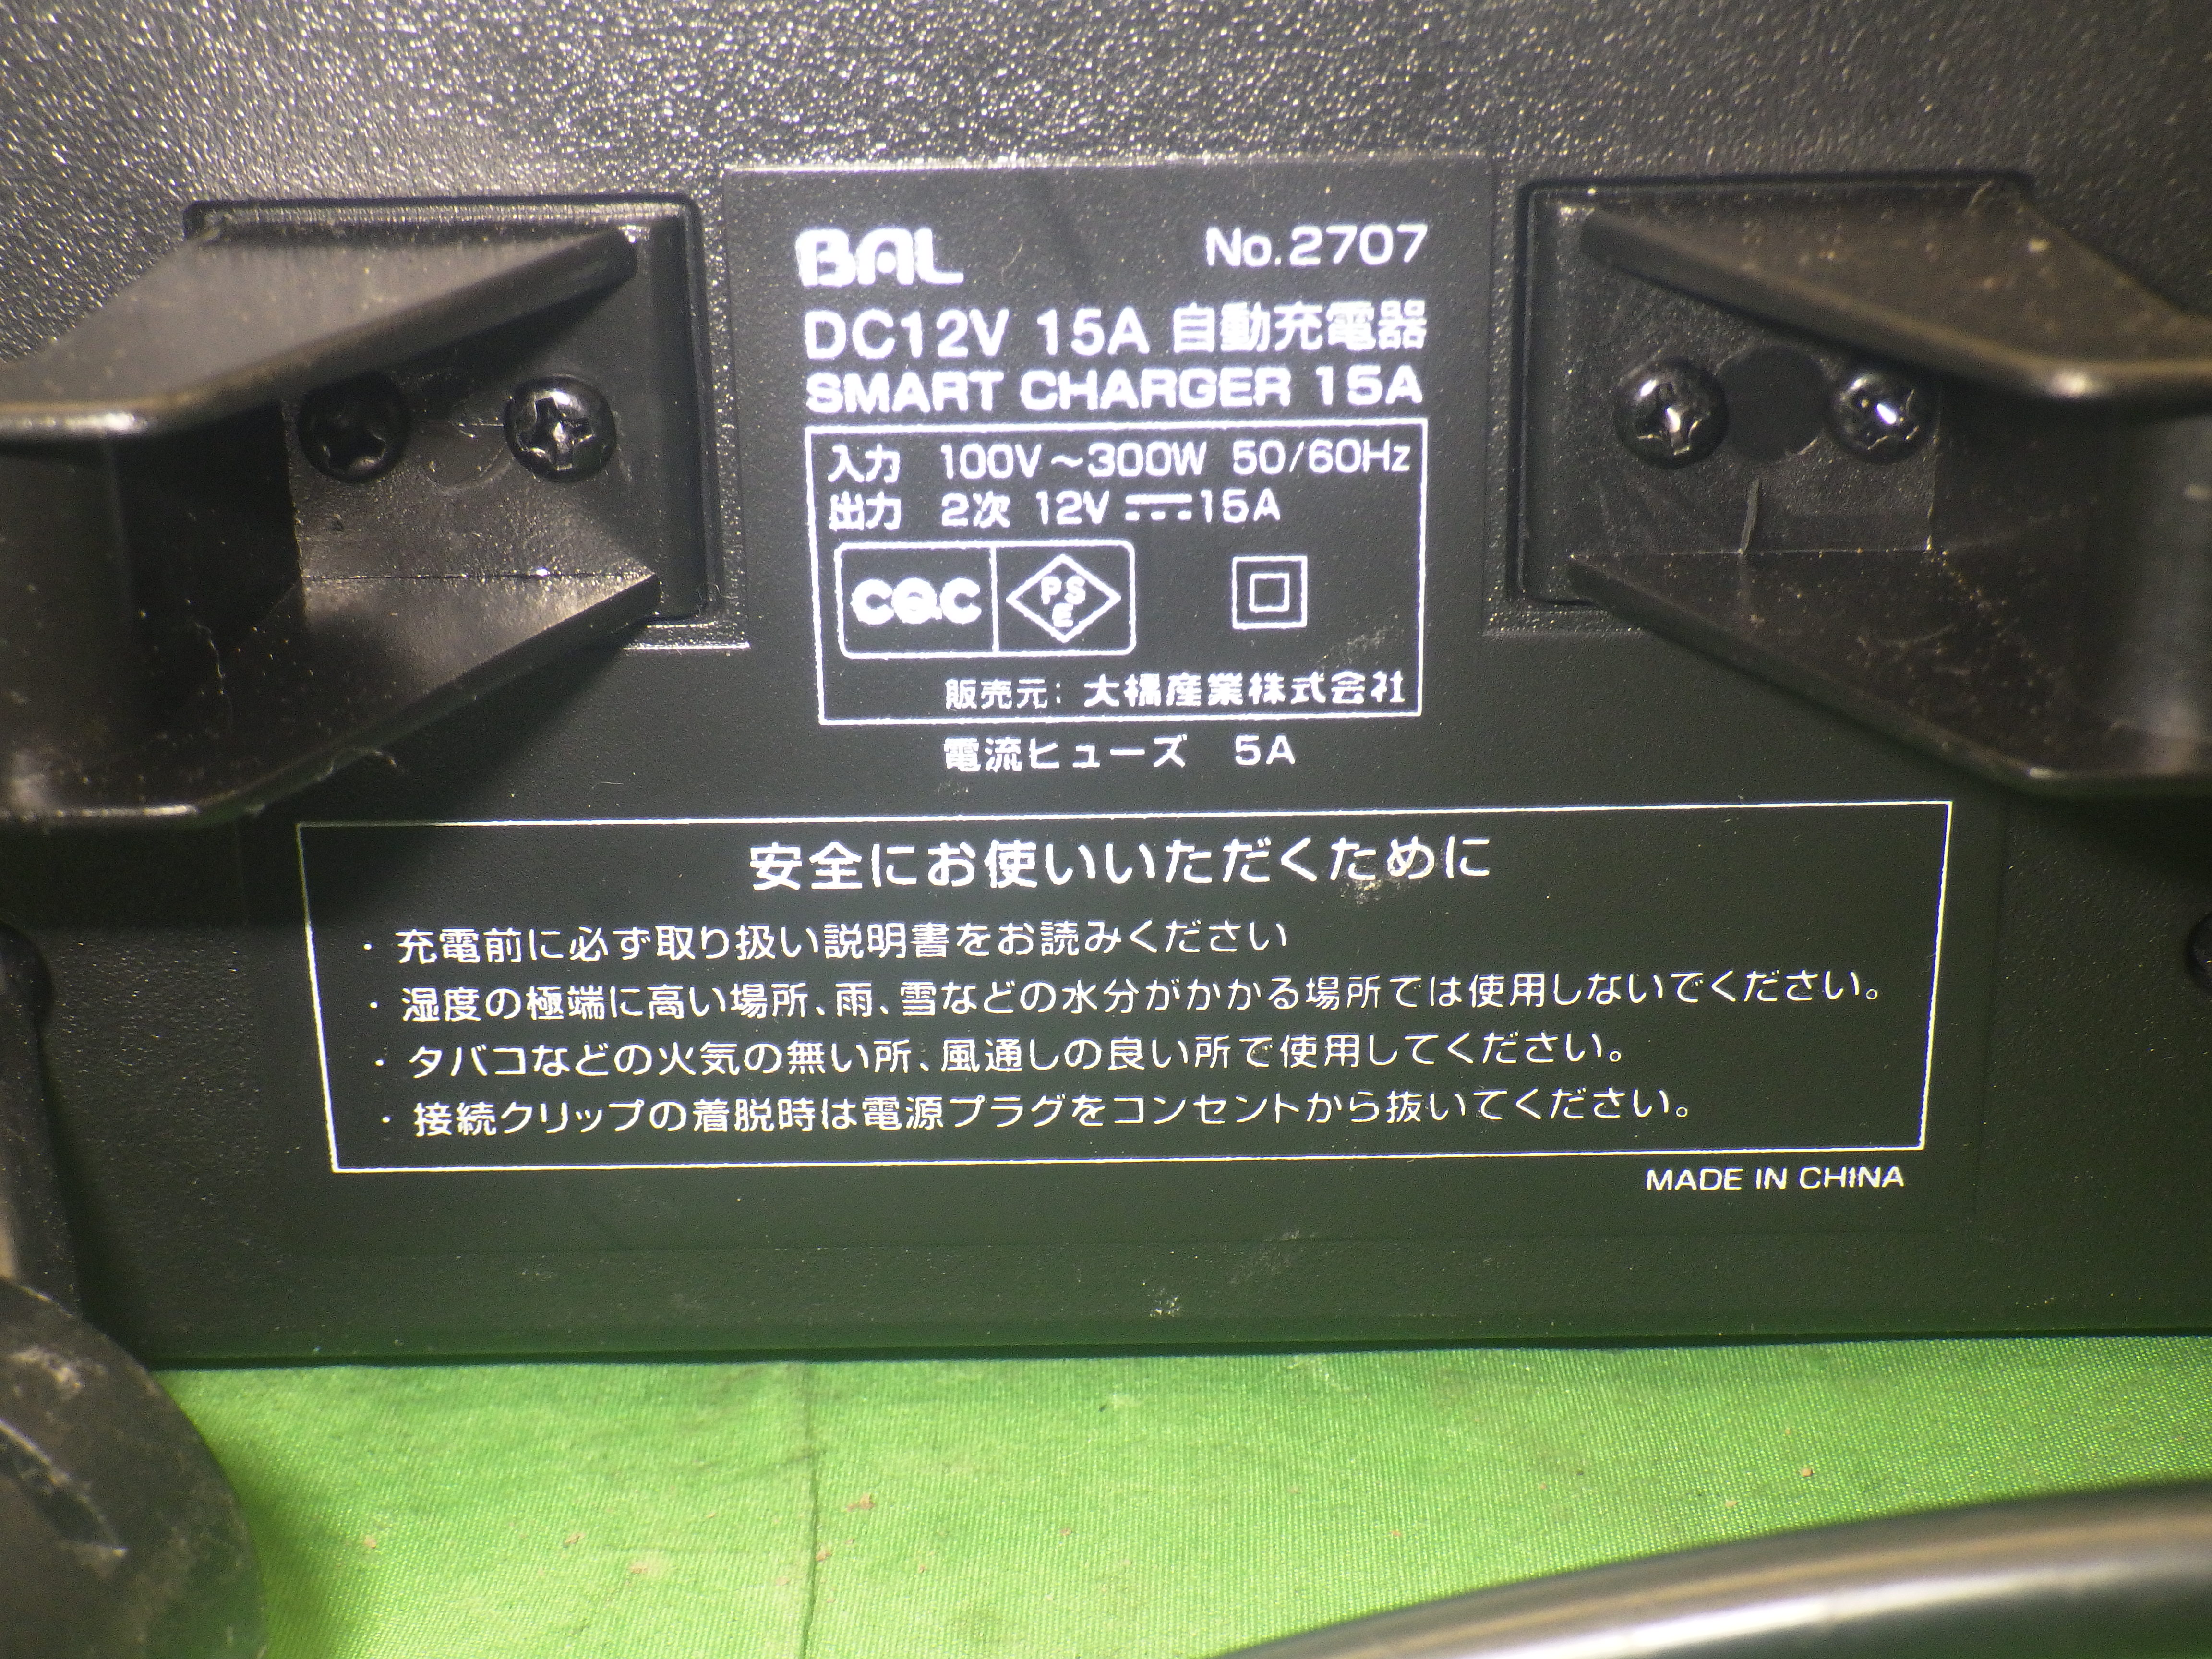 BAL No.2707
DC12V 15A 自動充電器
SMART CHARGER 15A
入力 100V～300W 50/60Hz
出力 2次 12V ⎓ 15A
CQC PSE
販売元: 大橋産業株式会社
電流ヒューズ 5A
安全にお使いいただくために
・充電前に必ず取り扱い説明書をお読みください
・湿度の極端に高い場所、雨、雪などの水分がかかる場所では使用しないでください。
・タバコなどの火気の無い所、風通しの良い所で使用してください。
・接続クリップの着脱時は電源プラグをコンセントから抜いてください。
MADE IN CHINA